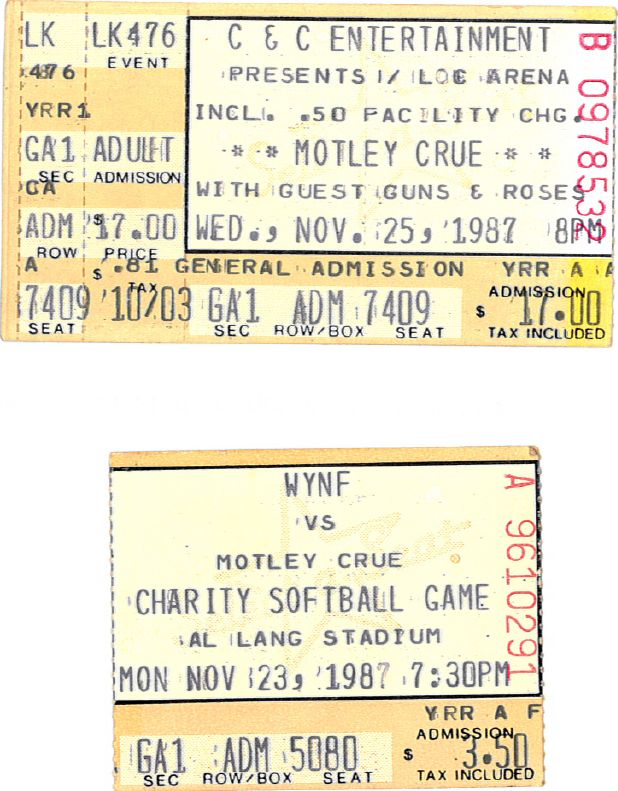 LK LK476 C & C ENTERTAINMENT
EVENT
476 PRESENTS I/ LOC ARENA
YRR1 INCL. .50 FACILITY CHG.
GA1 ADULT * * MOTLEY CRUE * *
SEC ADMISSION
CA WITH GUEST GUNS & ROSES
ADM $ 17.00 WED., NOV. 25, 1987 8PM
ROW PRICE
A $ .81 GENERAL ADMISSION YRR A A
TAX ADMISSION
7409 10/03 GA1 ADM 7409 $ 17.00
SEAT SEC ROW/BOX SEAT TAX INCLUDED
B 0978532
WYNF
VS
MOTLEY CRUE
CHARITY SOFTBALL GAME
AL LANG STADIUM
MON NOV 23, 1987 7:30PM
A 9610291
YRR A F
ADMISSION
GA1 ADM 5080 $ 3.50
SEC ROW/BOX SEAT TAX INCLUDED